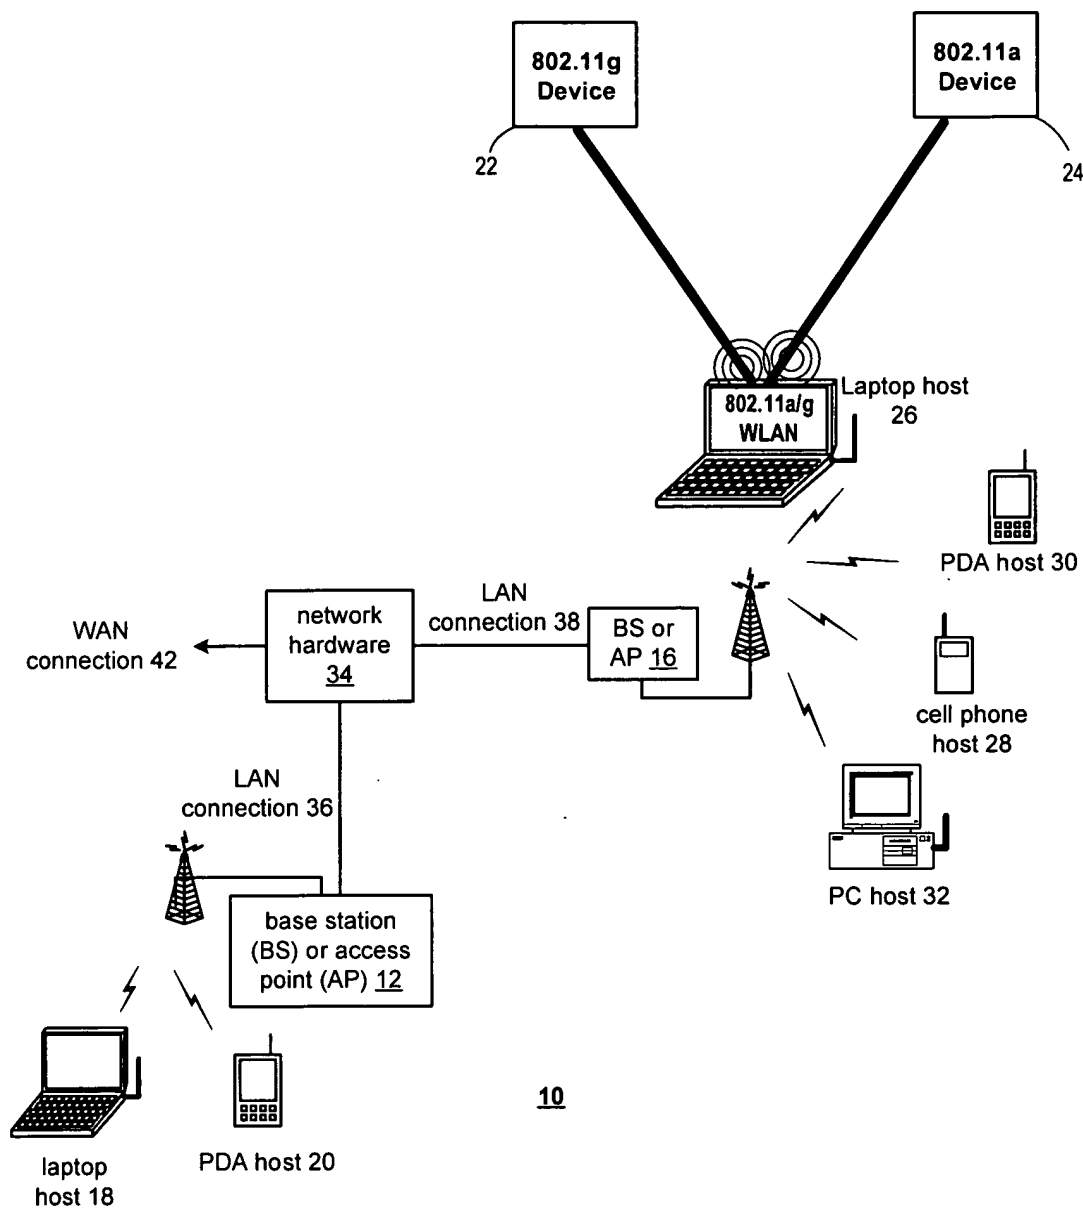 802.11g
Device
802.11a
Device
22
24
802.11a/g
WLAN
Laptop host
26
PDA host 30
LAN
connection 38
network
hardware
34
WAN
connection 42
BS or
AP 16
cell phone
host 28
LAN
connection 36
PC host 32
base station
(BS) or access
point (AP) 12
10
PDA host 20
laptop
host 18